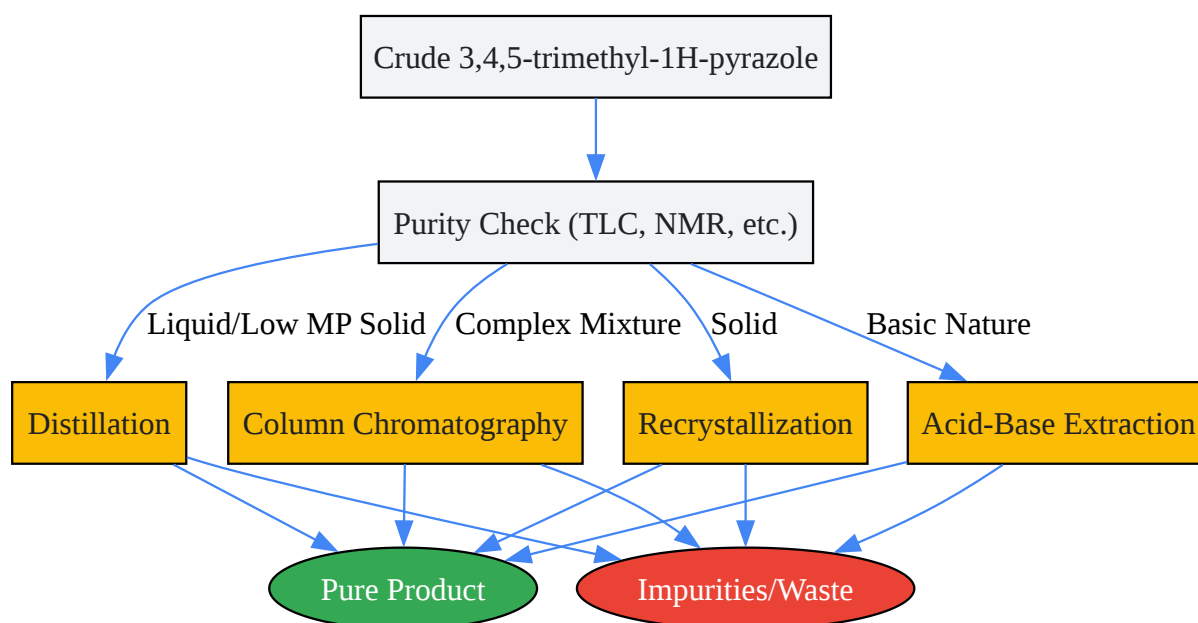 Crude 3,4,5-trimethyl-1H-pyrazole
Purity Check (TLC, NMR, etc.)
Liquid/Low MP Solid
Complex Mixture
Solid
Basic Nature
Distillation
Column Chromatography
Recrystallization
Acid-Base Extraction
Pure Product
Impurities/Waste